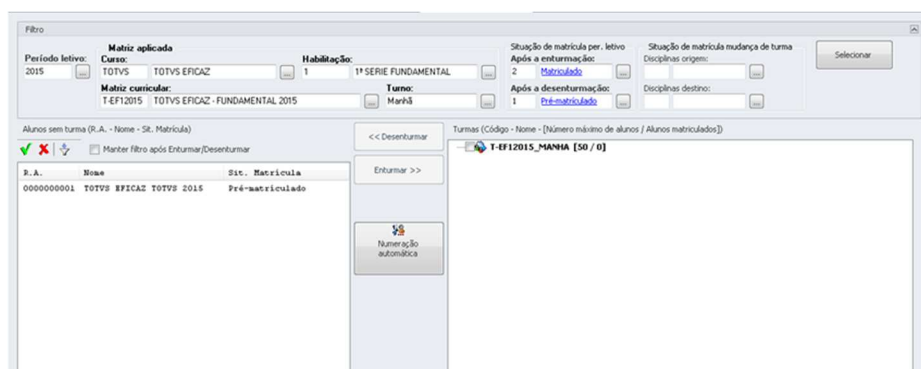 Filtro
Matriz aplicada
Situação de matrícula per. letivo
Situação de matrícula mudança de turma
Período letivo:
Curso:
Habilitação:
Após a enturmação:
Disciplinas origem:
Selecionar
2015 ... TOTVS TOTVS EFICAZ ... 1 1ª SERIE FUNDAMENTAL ... 2 Matriculado ... ...
Matriz curricular:
Turno:
Após a desenturmação:
Disciplinas destino:
T-EF12015 TOTVS EFICAZ - FUNDAMENTAL 2015 ... Manhã ... 1 Pré-matriculado ... ...
Alunos sem turma (R.A. - Nome - Sit. Matrícula)
Manter filtro após Enturmar/Desenturmar
R.A. Nome Sit. Matrícula
0000000001 TOTVS EFICAZ TOTVS 2015 Pré-matriculado
<< Desenturmar
Enturmar >>
Numeração
automática
Turmas (Código - Nome - [Número máximo de alunos / Alunos matriculados])
T-EF12015_MANHA [50 / 0]